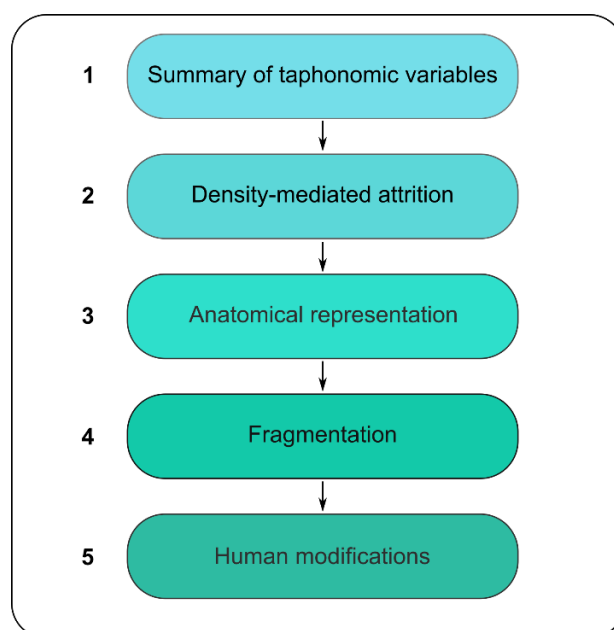 1 Summary of taphonomic variables
2 Density-mediated attrition
3 Anatomical representation
4 Fragmentation
5 Human modifications